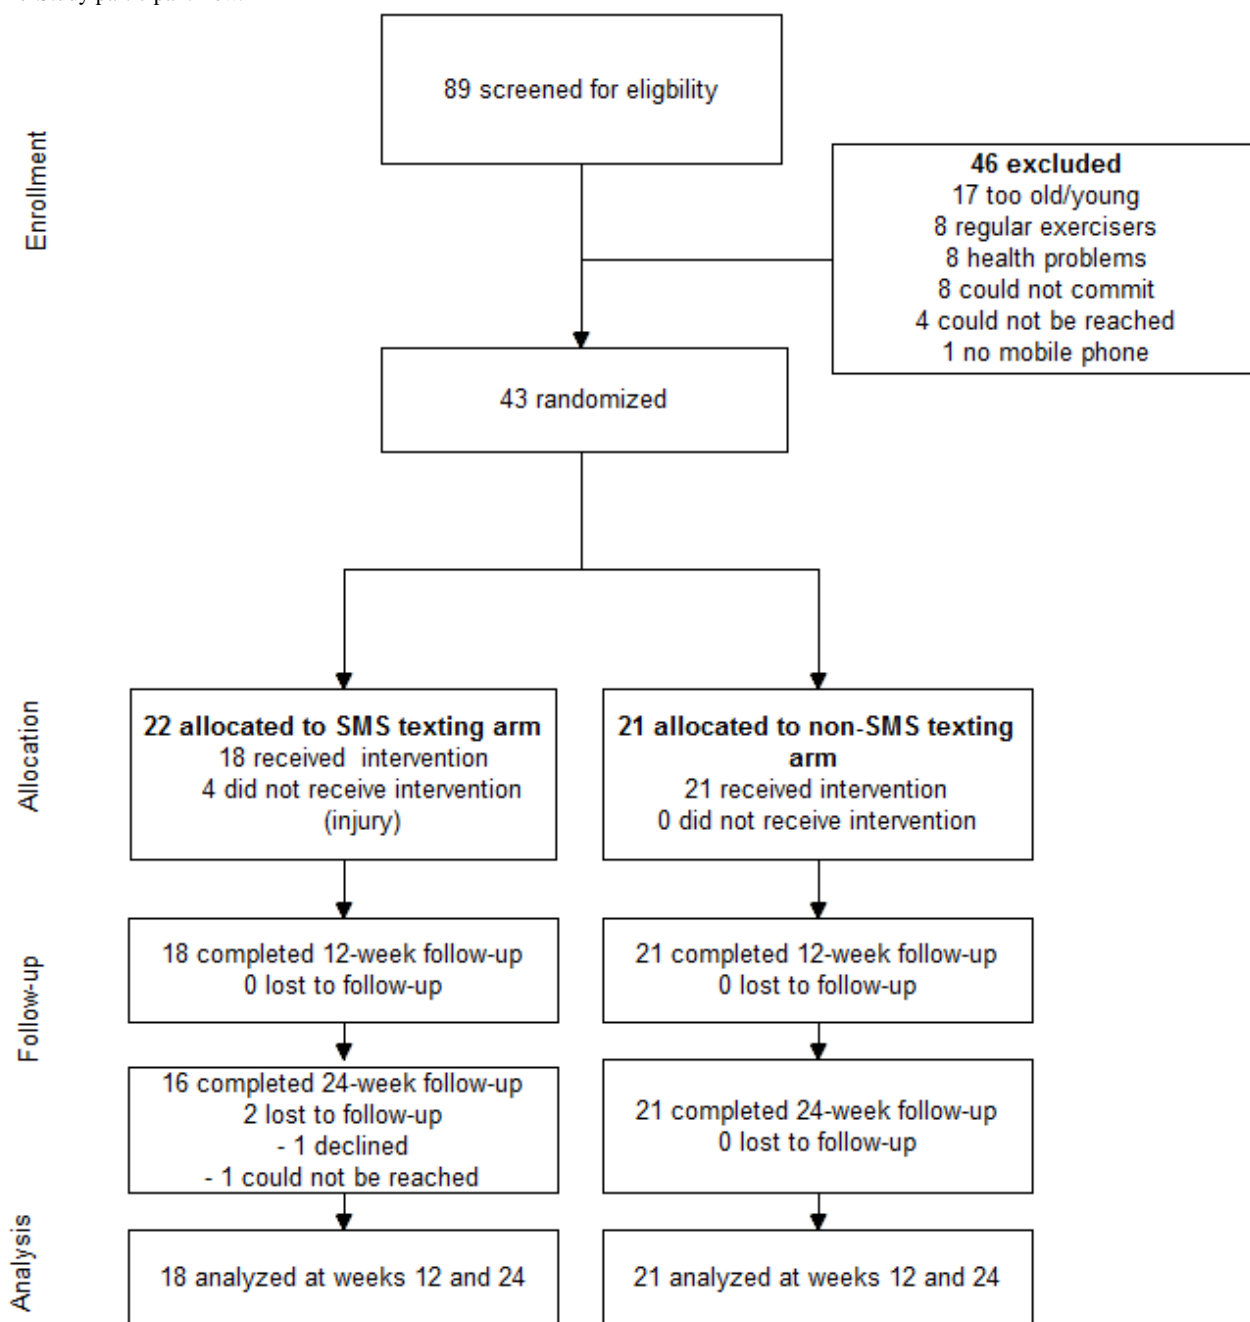 Enrollment
89 screened for eligbility
46 excluded
17 too old/young
8 regular exercisers
8 health problems
8 could not commit
4 could not be reached
1 no mobile phone
43 randomized
Allocation
22 allocated to SMS texting arm
18 received intervention
4 did not receive intervention
(injury)
21 allocated to non-SMS texting
arm
21 received intervention
0 did not receive intervention
Follow-up
18 completed 12-week follow-up
0 lost to follow-up
21 completed 12-week follow-up
0 lost to follow-up
16 completed 24-week follow-up
2 lost to follow-up
- 1 declined
- 1 could not be reached
21 completed 24-week follow-up
0 lost to follow-up
Analysis
18 analyzed at weeks 12 and 24
21 analyzed at weeks 12 and 24